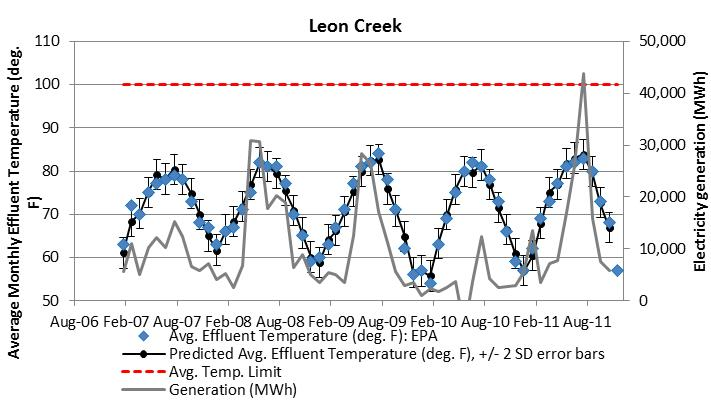 Leon Creek
Average Monthly Effluent Temperature (deg. F)
110
100
90
80
70
60
50
50,000
40,000
30,000
20,000
10,000
0
Electricity generation (MWh)
Aug-06 Feb-07 Aug-07 Feb-08 Aug-08 Feb-09 Aug-09 Feb-10 Aug-10 Feb-11 Aug-11
Avg. Effluent Temperature (deg. F): EPA
Predicted Avg. Effluent Temperature (deg. F), +/- 2 SD error bars
Avg. Temp. Limit
Generation (MWh)